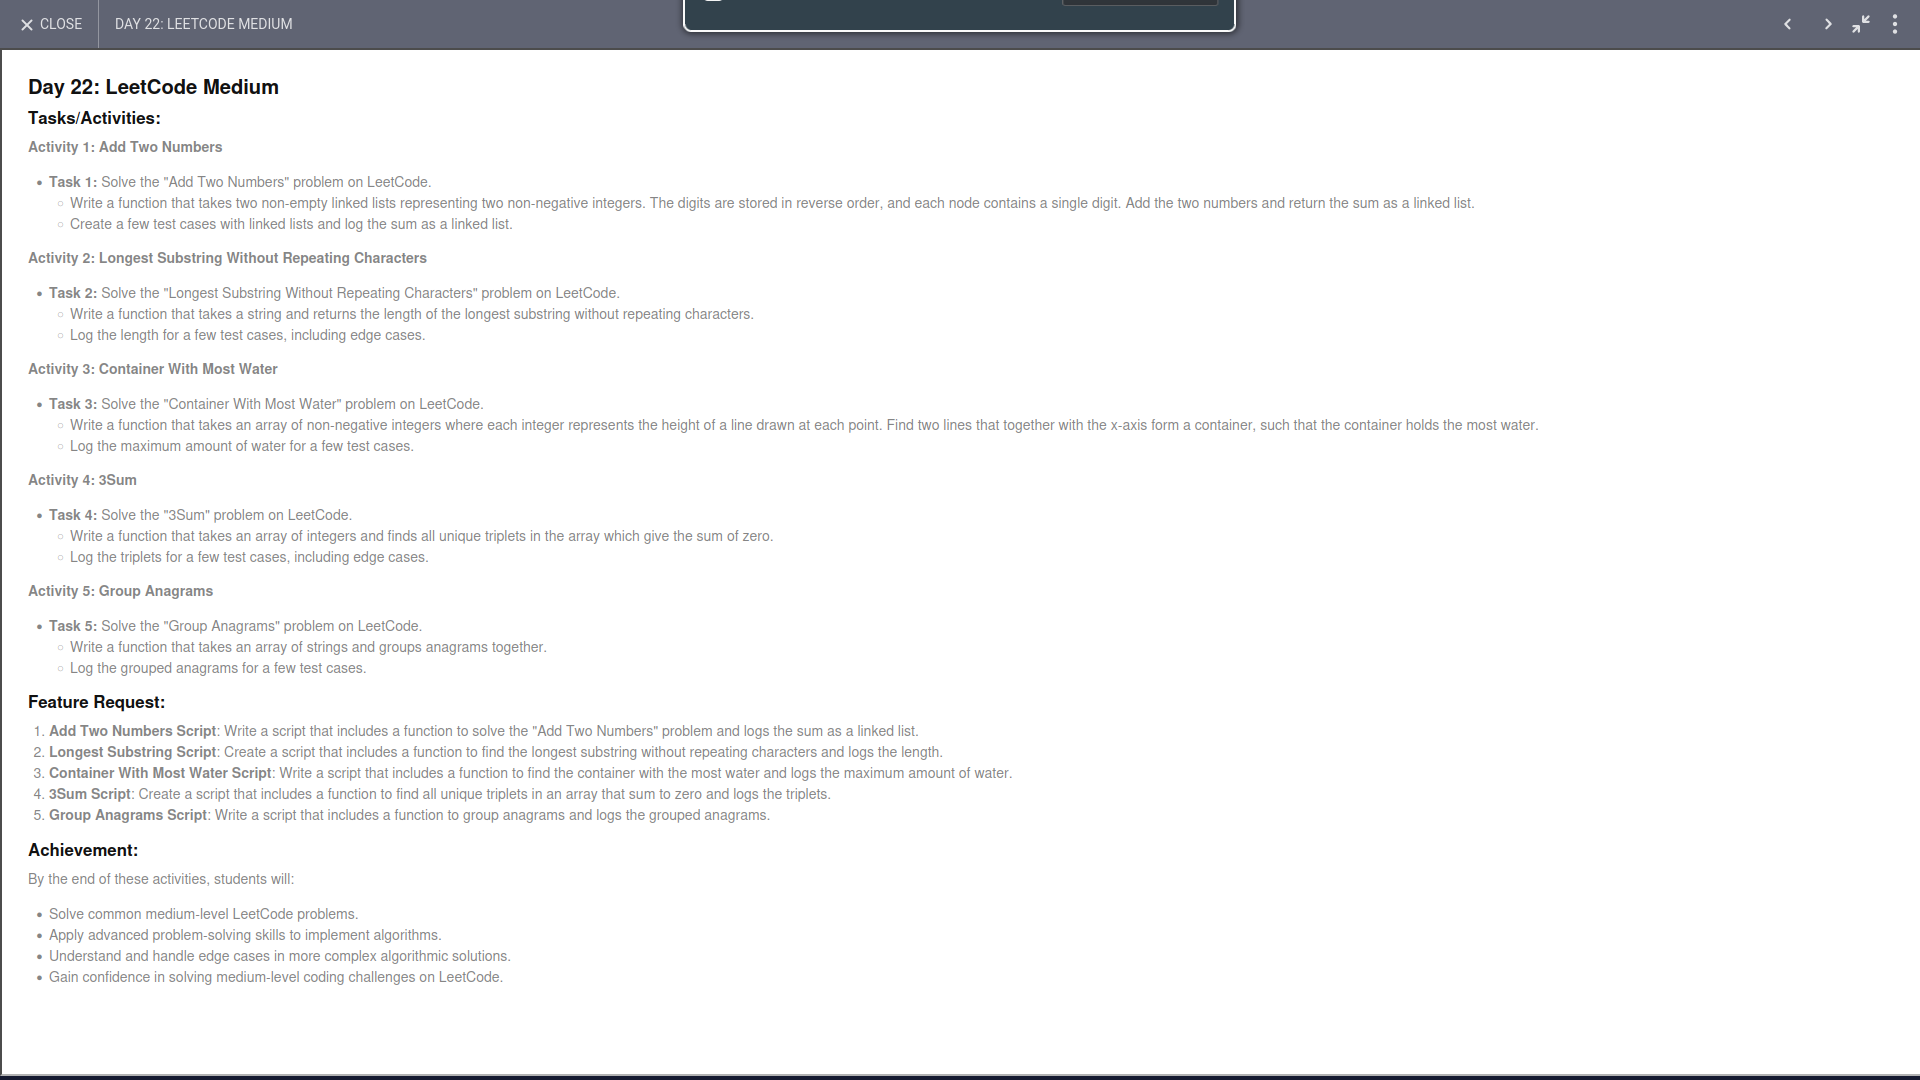 CLOSE
DAY 22: LEETCODE MEDIUM
Day 22: LeetCode Medium
Tasks/Activities:
Activity 1: Add Two Numbers
Task 1: Solve the "Add Two Numbers" problem on LeetCode.
Write a function that takes two non-empty linked lists representing two non-negative integers. The digits are stored in reverse order, and each node contains a single digit. Add the two numbers and return the sum as a linked list.
Create a few test cases with linked lists and log the sum as a linked list.
Activity 2: Longest Substring Without Repeating Characters
Task 2: Solve the "Longest Substring Without Repeating Characters" problem on LeetCode.
Write a function that takes a string and returns the length of the longest substring without repeating characters.
Log the length for a few test cases, including edge cases.
Activity 3: Container With Most Water
Task 3: Solve the "Container With Most Water" problem on LeetCode.
Write a function that takes an array of non-negative integers where each integer represents the height of a line drawn at each point. Find two lines that together with the x-axis form a container, such that the container holds the most water.
Log the maximum amount of water for a few test cases.
Activity 4: 3Sum
Task 4: Solve the "3Sum" problem on LeetCode.
Write a function that takes an array of integers and finds all unique triplets in the array which give the sum of zero.
Log the triplets for a few test cases, including edge cases.
Activity 5: Group Anagrams
Task 5: Solve the "Group Anagrams" problem on LeetCode.
Write a function that takes an array of strings and groups anagrams together.
Log the grouped anagrams for a few test cases.
Feature Request:
1. Add Two Numbers Script: Write a script that includes a function to solve the "Add Two Numbers" problem and logs the sum as a linked list.
2. Longest Substring Script: Create a script that includes a function to find the longest substring without repeating characters and logs the length.
3. Container With Most Water Script: Write a script that includes a function to find the container with the most water and logs the maximum amount of water.
4. 3Sum Script: Create a script that includes a function to find all unique triplets in an array that sum to zero and logs the triplets.
5. Group Anagrams Script: Write a script that includes a function to group anagrams and logs the grouped anagrams.
Achievement:
By the end of these activities, students will:
Solve common medium-level LeetCode problems.
Apply advanced problem-solving skills to implement algorithms.
Understand and handle edge cases in more complex algorithmic solutions.
Gain confidence in solving medium-level coding challenges on LeetCode.